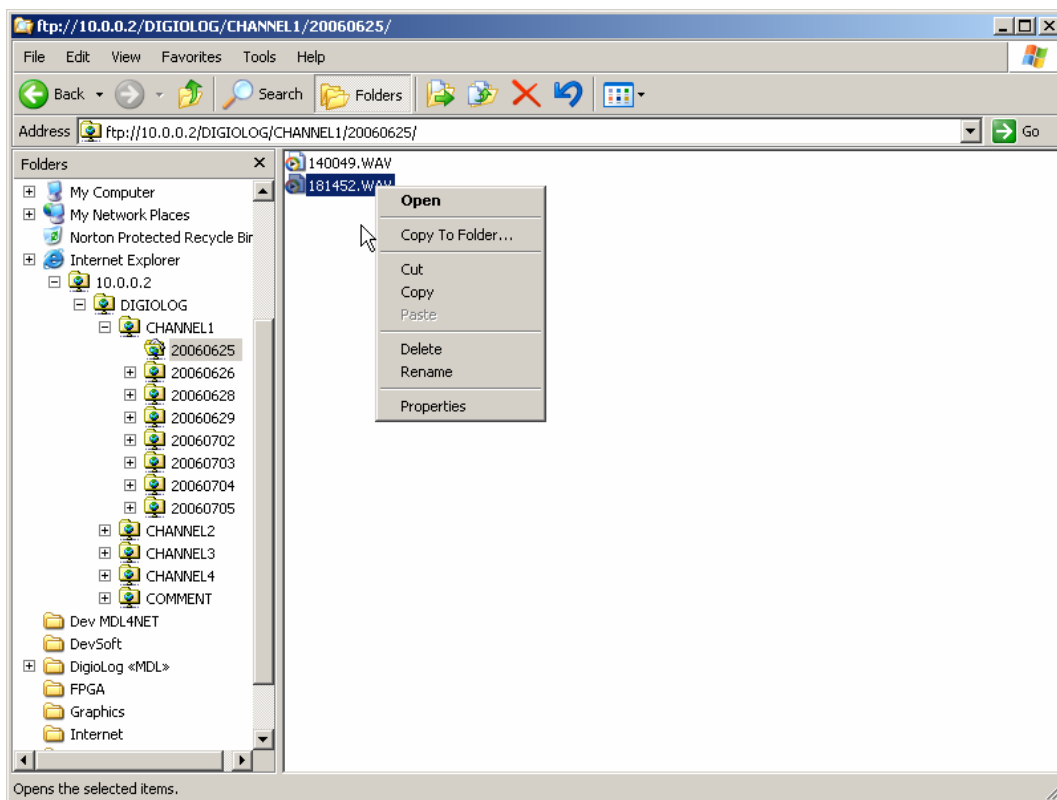 ftp://10.0.0.2/DIGIOLOG/CHANNEL1/20060625/
File Edit View Favorites Tools Help
Back Search Folders
Address ftp://10.0.0.2/DIGIOLOG/CHANNEL1/20060625/ Go
Folders
My Computer
My Network Places
Norton Protected Recycle Bin
Internet Explorer
10.0.0.2
DIGIOLOG
CHANNEL1
20060625
20060626
20060628
20060629
20060702
20060703
20060704
20060705
CHANNEL2
CHANNEL3
CHANNEL4
COMMENT
Dev MDL4NET
DevSoft
DigioLog «MDL»
FPGA
Graphics
Internet
140049.WAV
181452.WAV
Open
Copy To Folder...
Cut
Copy
Paste
Delete
Rename
Properties
Opens the selected items.